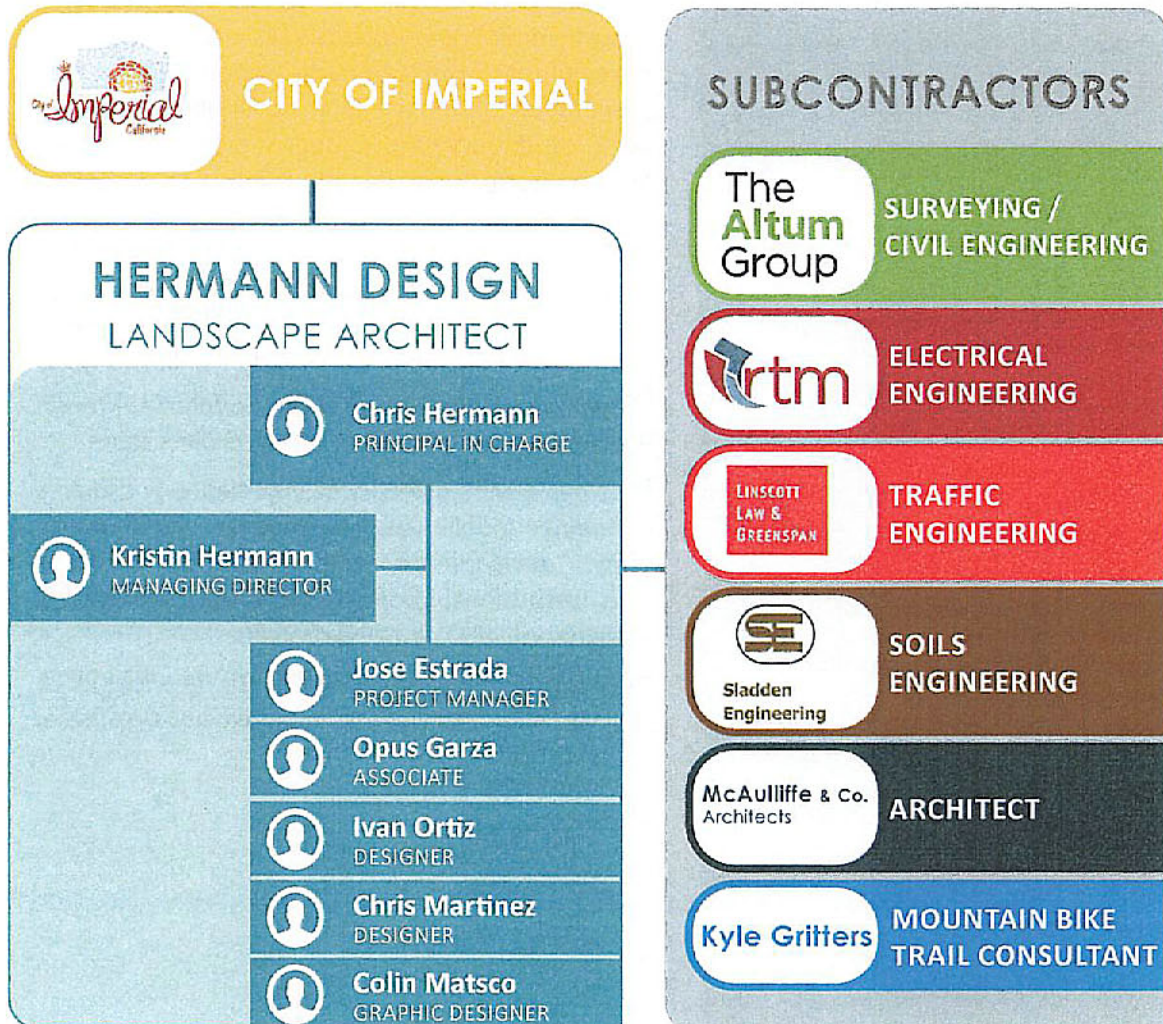 City of Imperial
California
CITY OF IMPERIAL
HERMANN DESIGN
LANDSCAPE ARCHITECT
Chris Hermann
PRINCIPAL IN CHARGE
Kristin Hermann
MANAGING DIRECTOR
Jose Estrada
PROJECT MANAGER
Opus Garza
ASSOCIATE
Ivan Ortiz
DESIGNER
Chris Martinez
DESIGNER
Colin Matsco
GRAPHIC DESIGNER
SUBCONTRACTORS
The
Altum
Group
SURVEYING /
CIVIL ENGINEERING
rtm
ELECTRICAL
ENGINEERING
LINSCOTT
LAW &
GREENSPAN
TRAFFIC
ENGINEERING
SE
Sladden
Engineering
SOILS
ENGINEERING
McAulliffe & Co.
Architects
ARCHITECT
Kyle Gritters
MOUNTAIN BIKE
TRAIL CONSULTANT